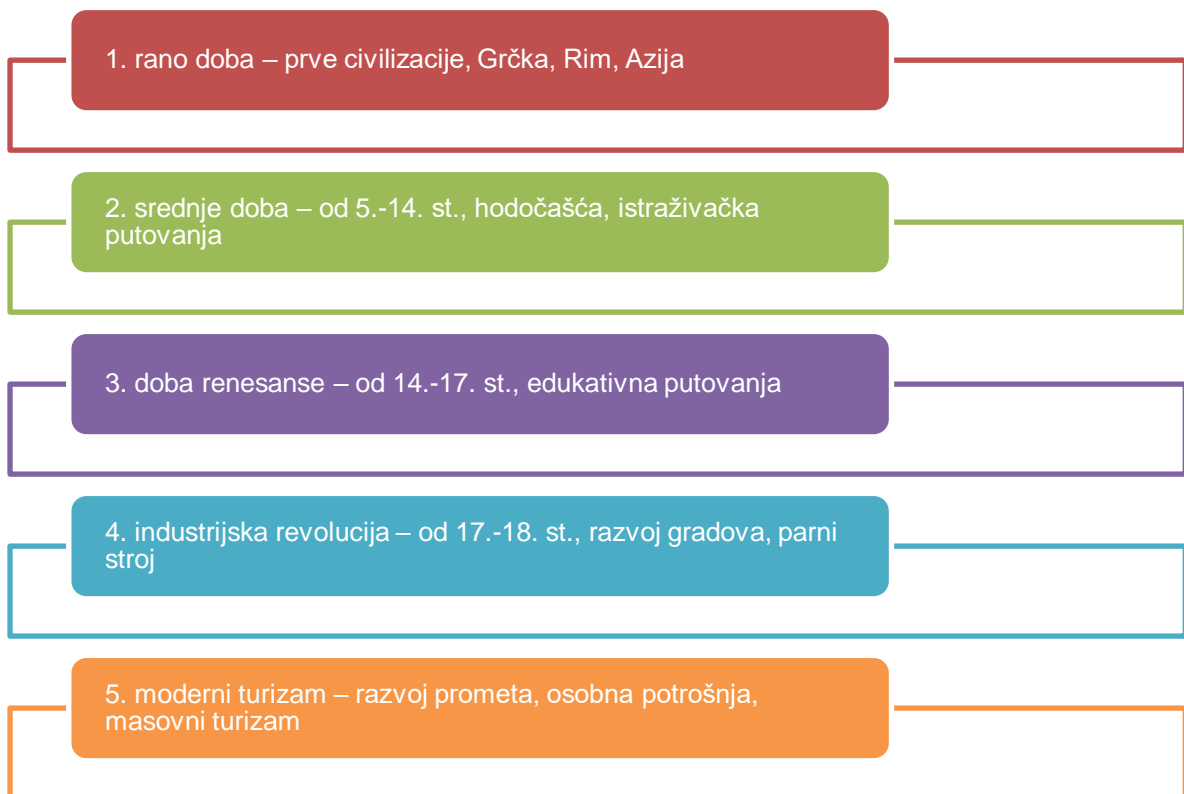 1. rano doba – prve civilizacije, Grčka, Rim, Azija
2. srednje doba – od 5.-14. st., hodočašća, istraživačka
putovanja
3. doba renesanse – od 14.-17. st., edukativna putovanja
4. industrijska revolucija – od 17.-18. st., razvoj gradova, parni
stroj
5. moderni turizam – razvoj prometa, osobna potrošnja,
masovni turizam